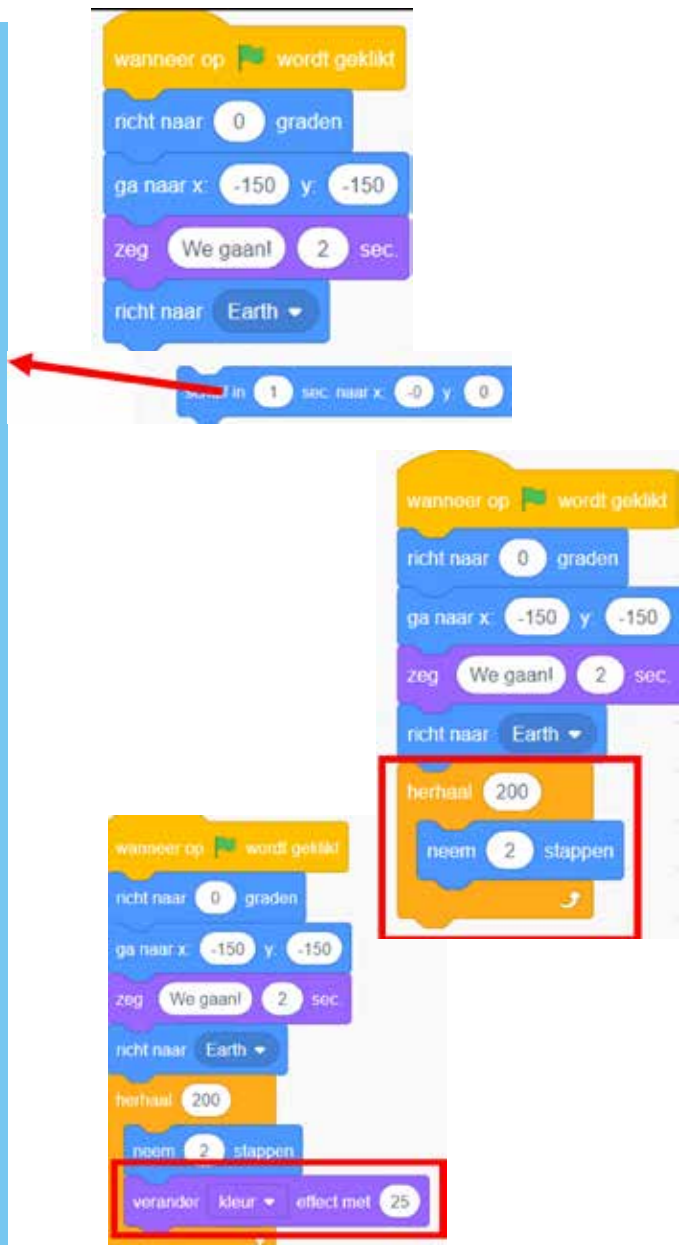 wanneer op wordt geklikt
richt naar 0 graden
ga naar x: -150 y: -150
zeg We gaan! 2 sec.
richt naar Earth
in 1 sec. naar x: -0 y: 0
wanneer op wordt geklikt
richt naar 0 graden
ga naar x: -150 y: -150
zeg We gaan! 2 sec.
richt naar Earth
herhaal 200
neem 2 stappen
wanneer op wordt geklikt
richt naar 0 graden
ga naar x: -150 y: -150
zeg We gaan! 2 sec.
richt naar Earth
herhaal 200
neem 2 stappen
verander kleur effect met 25